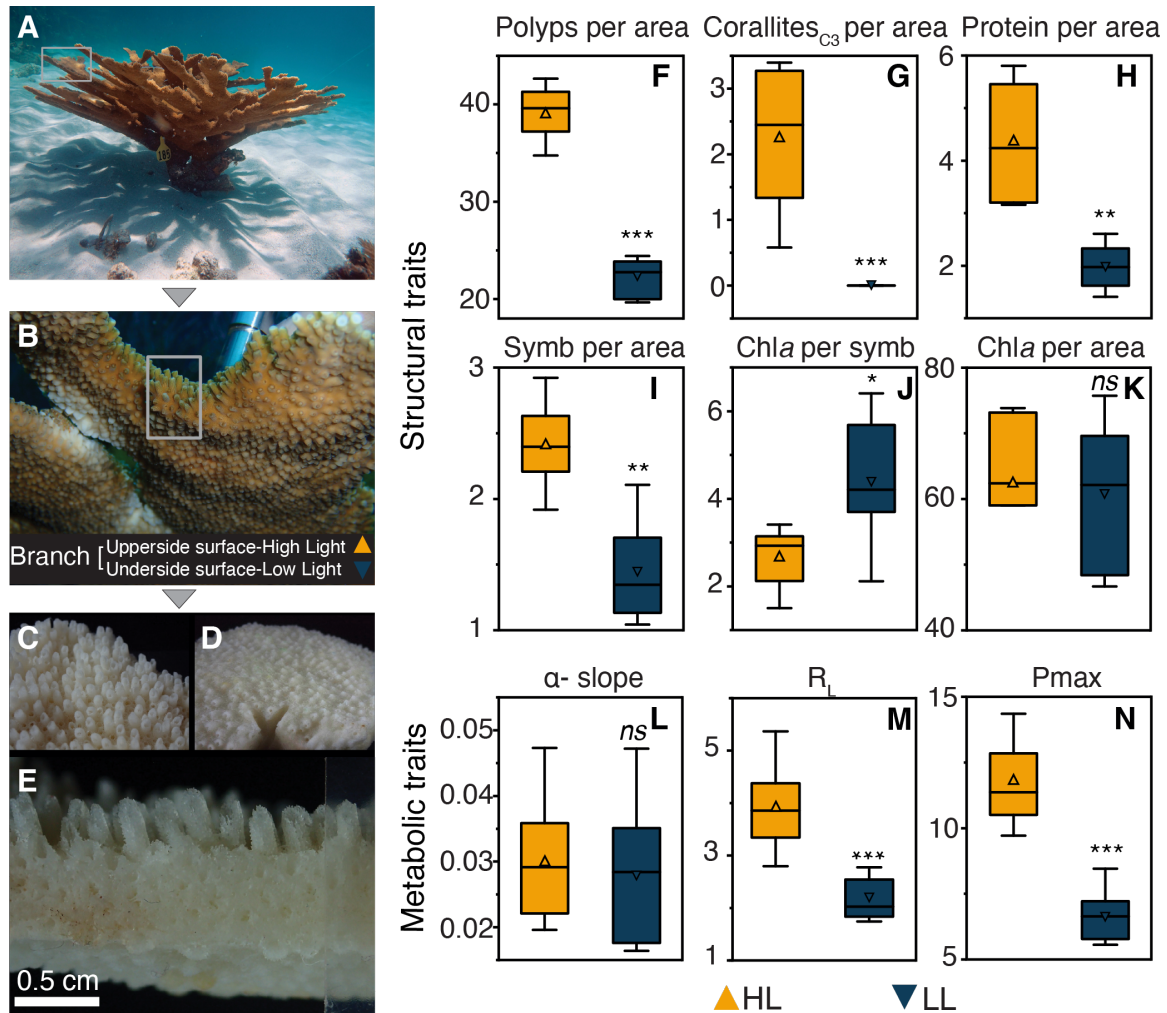 A
186
B
Branch [ Upperside surface-High Light
Underside surface-Low Light
C
D
E
0.5 cm
Structural traits
Polyps per area
F
40
30
20
***
Corallites C3 per area
G
3
2
1
0
***
Protein per area
H
6
4
2
**
Symb per area
I
3
2
1
**
Chla per symb
J
6
4
2
*
Chla per area
K
80
60
40
ns
Metabolic traits
α- slope
L
0.05
0.04
0.03
0.02
ns
RL
M
5
3
1
***
Pmax
N
15
10
5
***
HL
LL